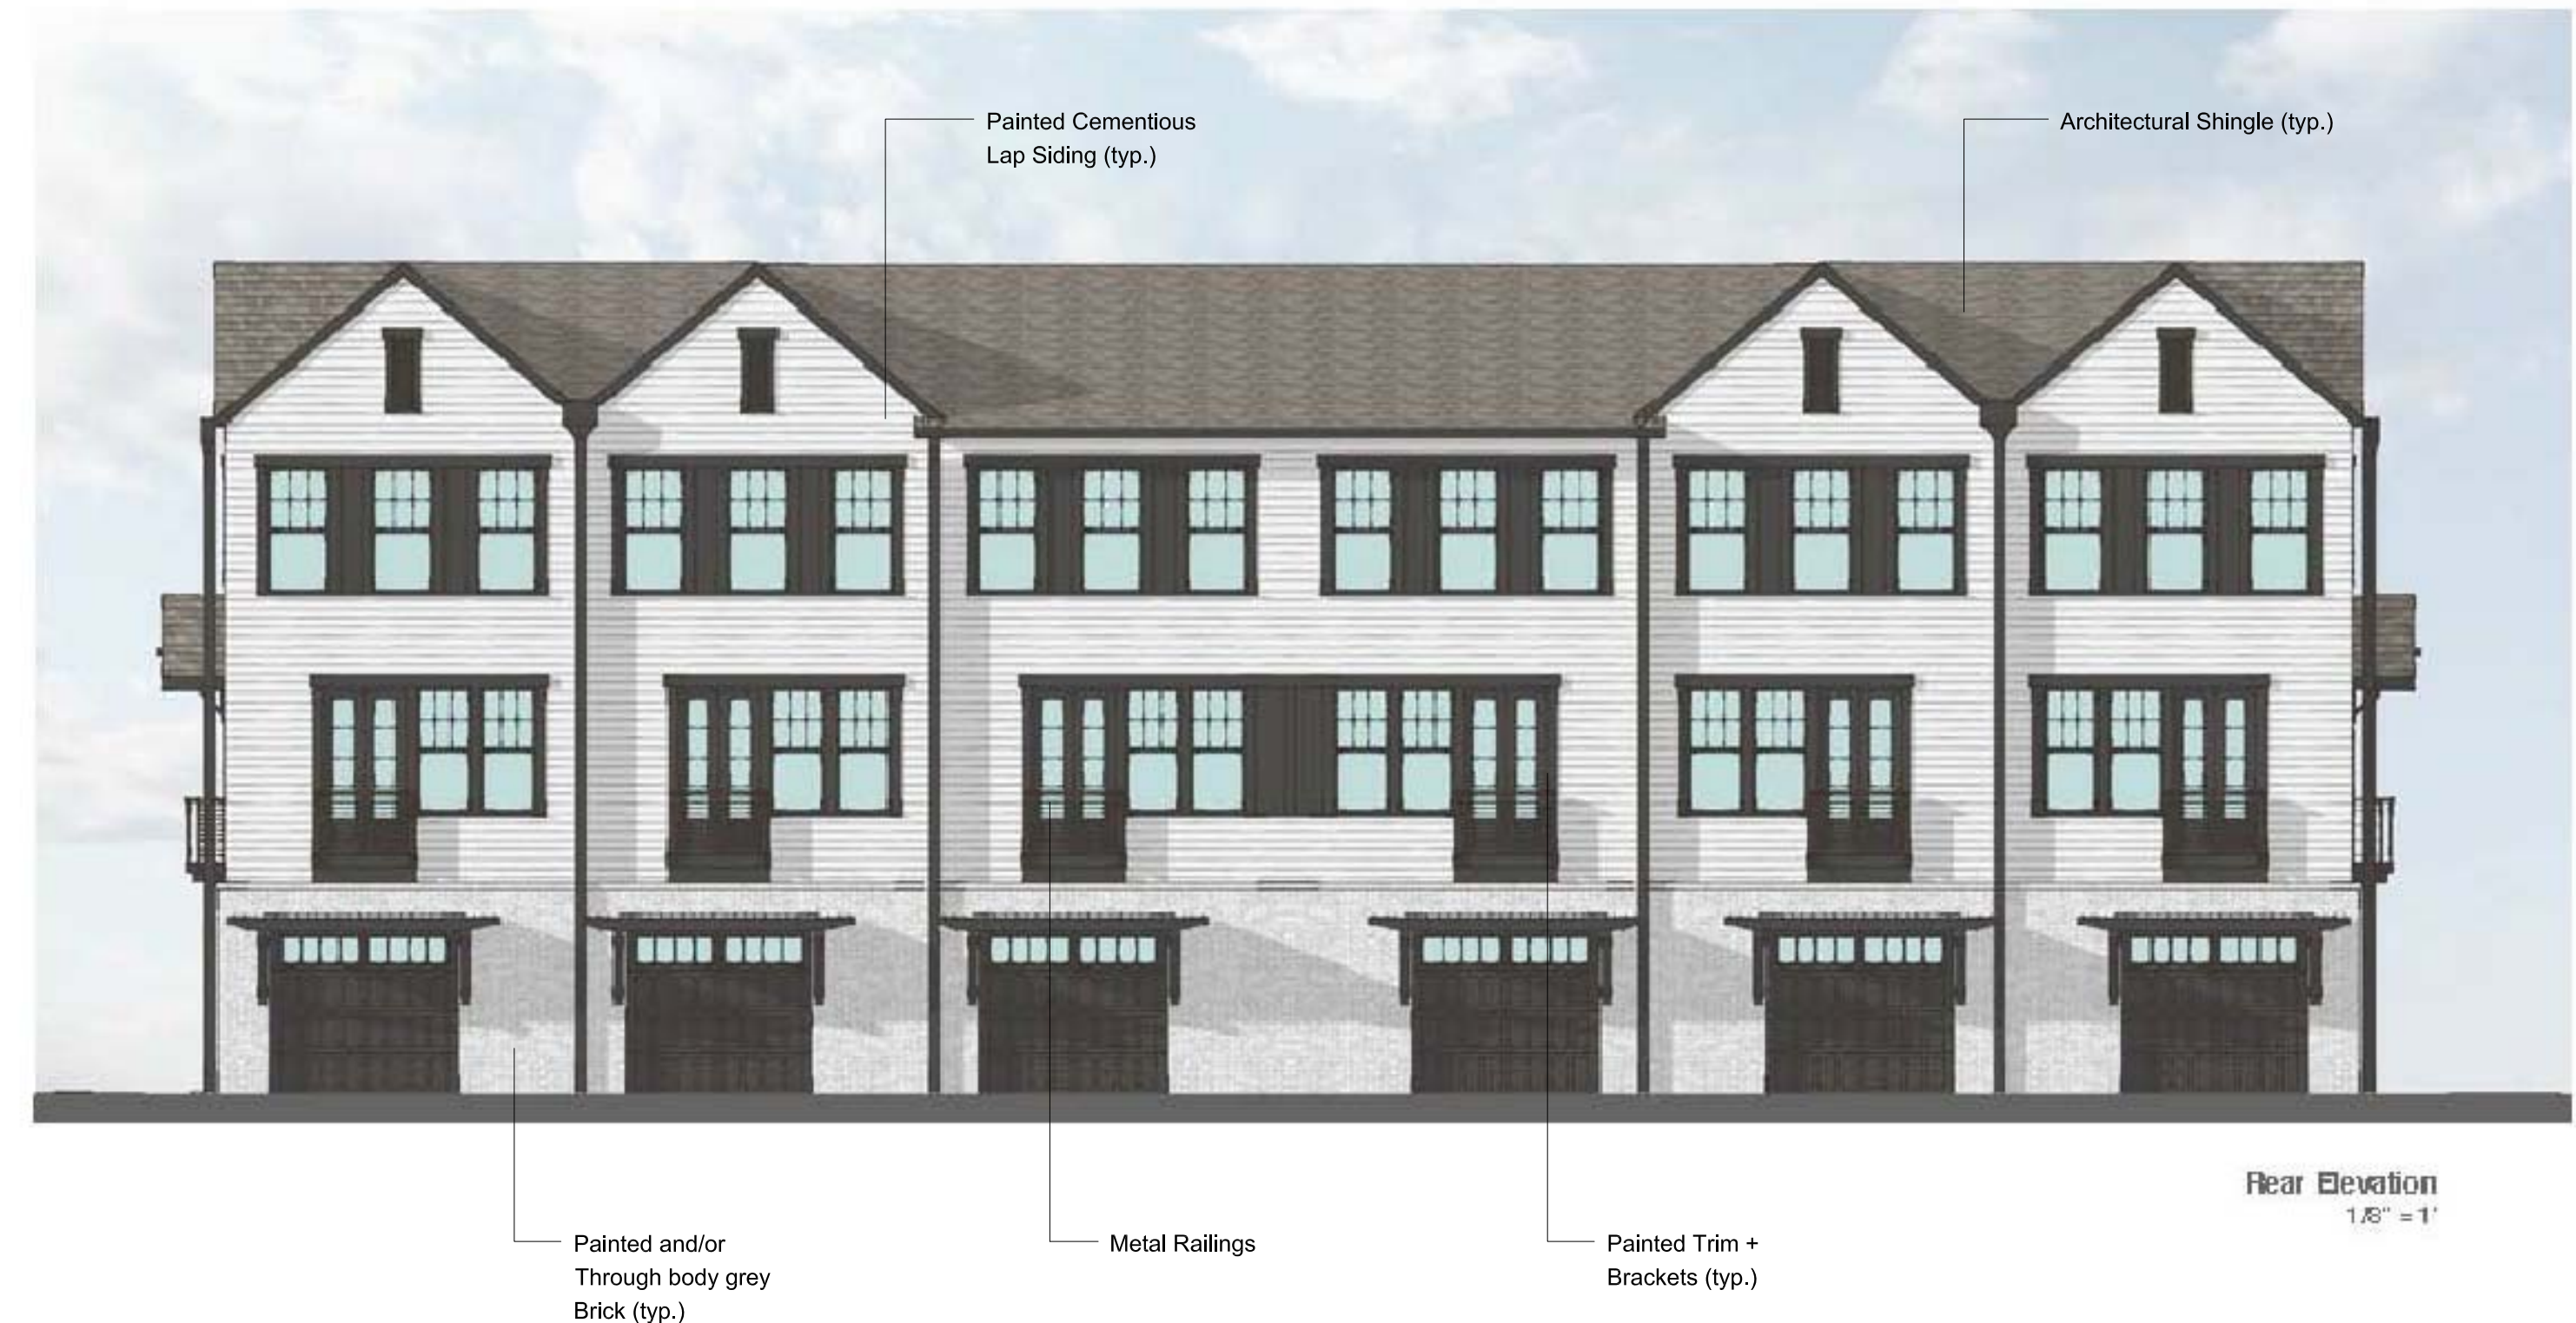 Painted Cementious
Lap Siding (typ.)
Architectural Shingle (typ.)
Rear Elevation
1/8" = 1'
Painted and/or
Through body grey
Brick (typ.)
Metal Railings
Painted Trim +
Brackets (typ.)